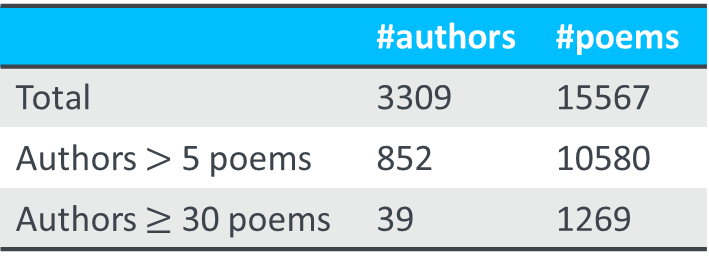 #authors #poems
Total 3309 15567
Authors > 5 poems 852 10580
Authors ≥ 30 poems 39 1269